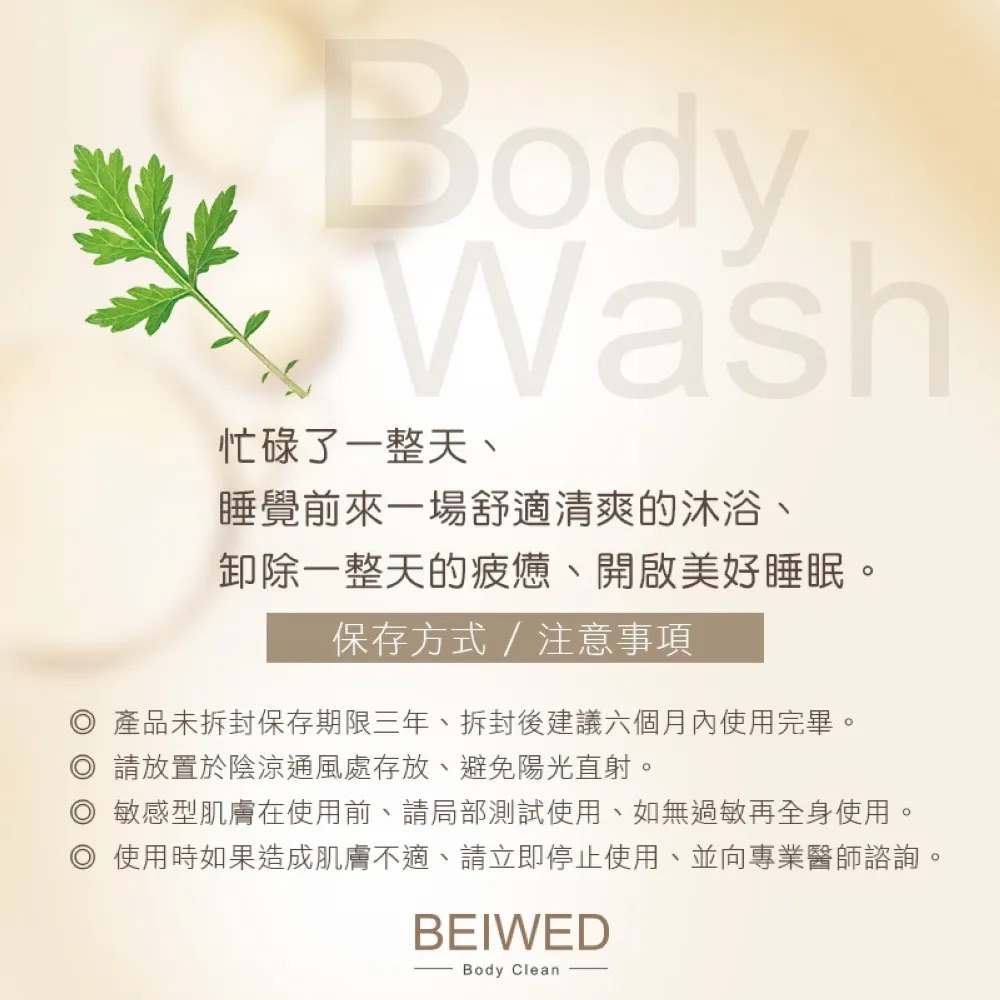 Body
Wash
忙碌了一整天、
睡覺前來一場舒適清爽的沐浴、
卸除一整天的疲憊、開啟美好睡眠。
保存方式 / 注意事項
◎ 產品未拆封保存期限三年、拆封後建議六個月內使用完畢。
◎ 請放置於陰涼通風處存放、避免陽光直射。
◎ 敏感型肌膚在使用前、請局部測試使用、如無過敏再全身使用。
◎ 使用時如果造成肌膚不適、請立即停止使用、並向專業醫師諮詢。
BEIWED
Body Clean